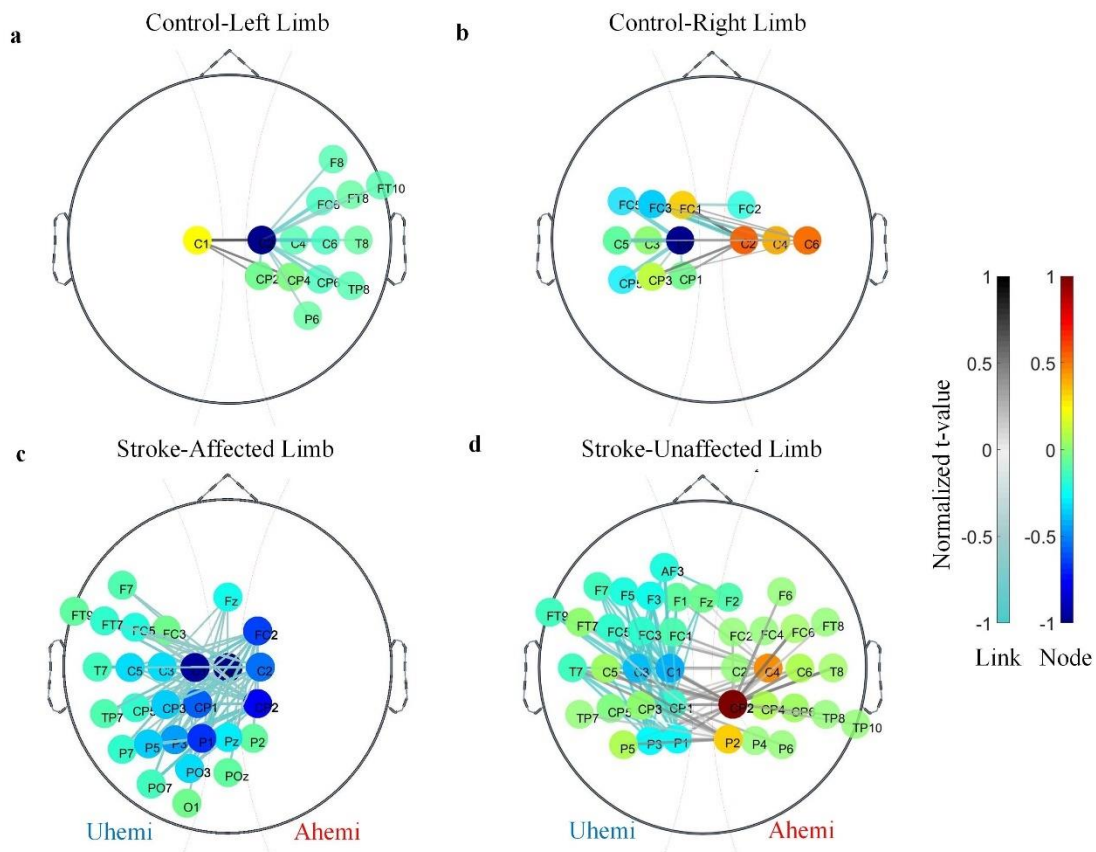 Control-Left Limb
a
Control-Right Limb
b
F8
FT8
FT10
C1
C4
C6
T8
CP2
CP4
CP6
TP8
P6
FC5
FC3
FC1
FC2
C5
C3
C2
C4
C6
CP5
CP3
CP1
1
0.5
0
-0.5
-1
1
0.5
0
-0.5
-1
Normalized t-value
Link
Node
Stroke-Affected Limb
c
Stroke-Unaffected Limb
d
F7
Fz
FT9
FT7
FC5
FC3
FC2
T7
C5
C3
C2
TP7
CP5
CP3
CP1
CP2
P7
P5
P3
P1
Pz
P2
PO7
PO3
POz
O1
Uhemi
Ahemi
AF3
F7
F5
F3
F1
Fz
F2
F6
FT9
FT7
FC5
FC3
FC1
FC2
FC4
FC6
FT8
T7
C5
C3
C1
C2
C4
C6
T8
TP7
CP5
CP3
CP1
CP2
CP4
CP6
TP8
TP10
P5
P3
P1
P2
P4
P6
Uhemi
Ahemi